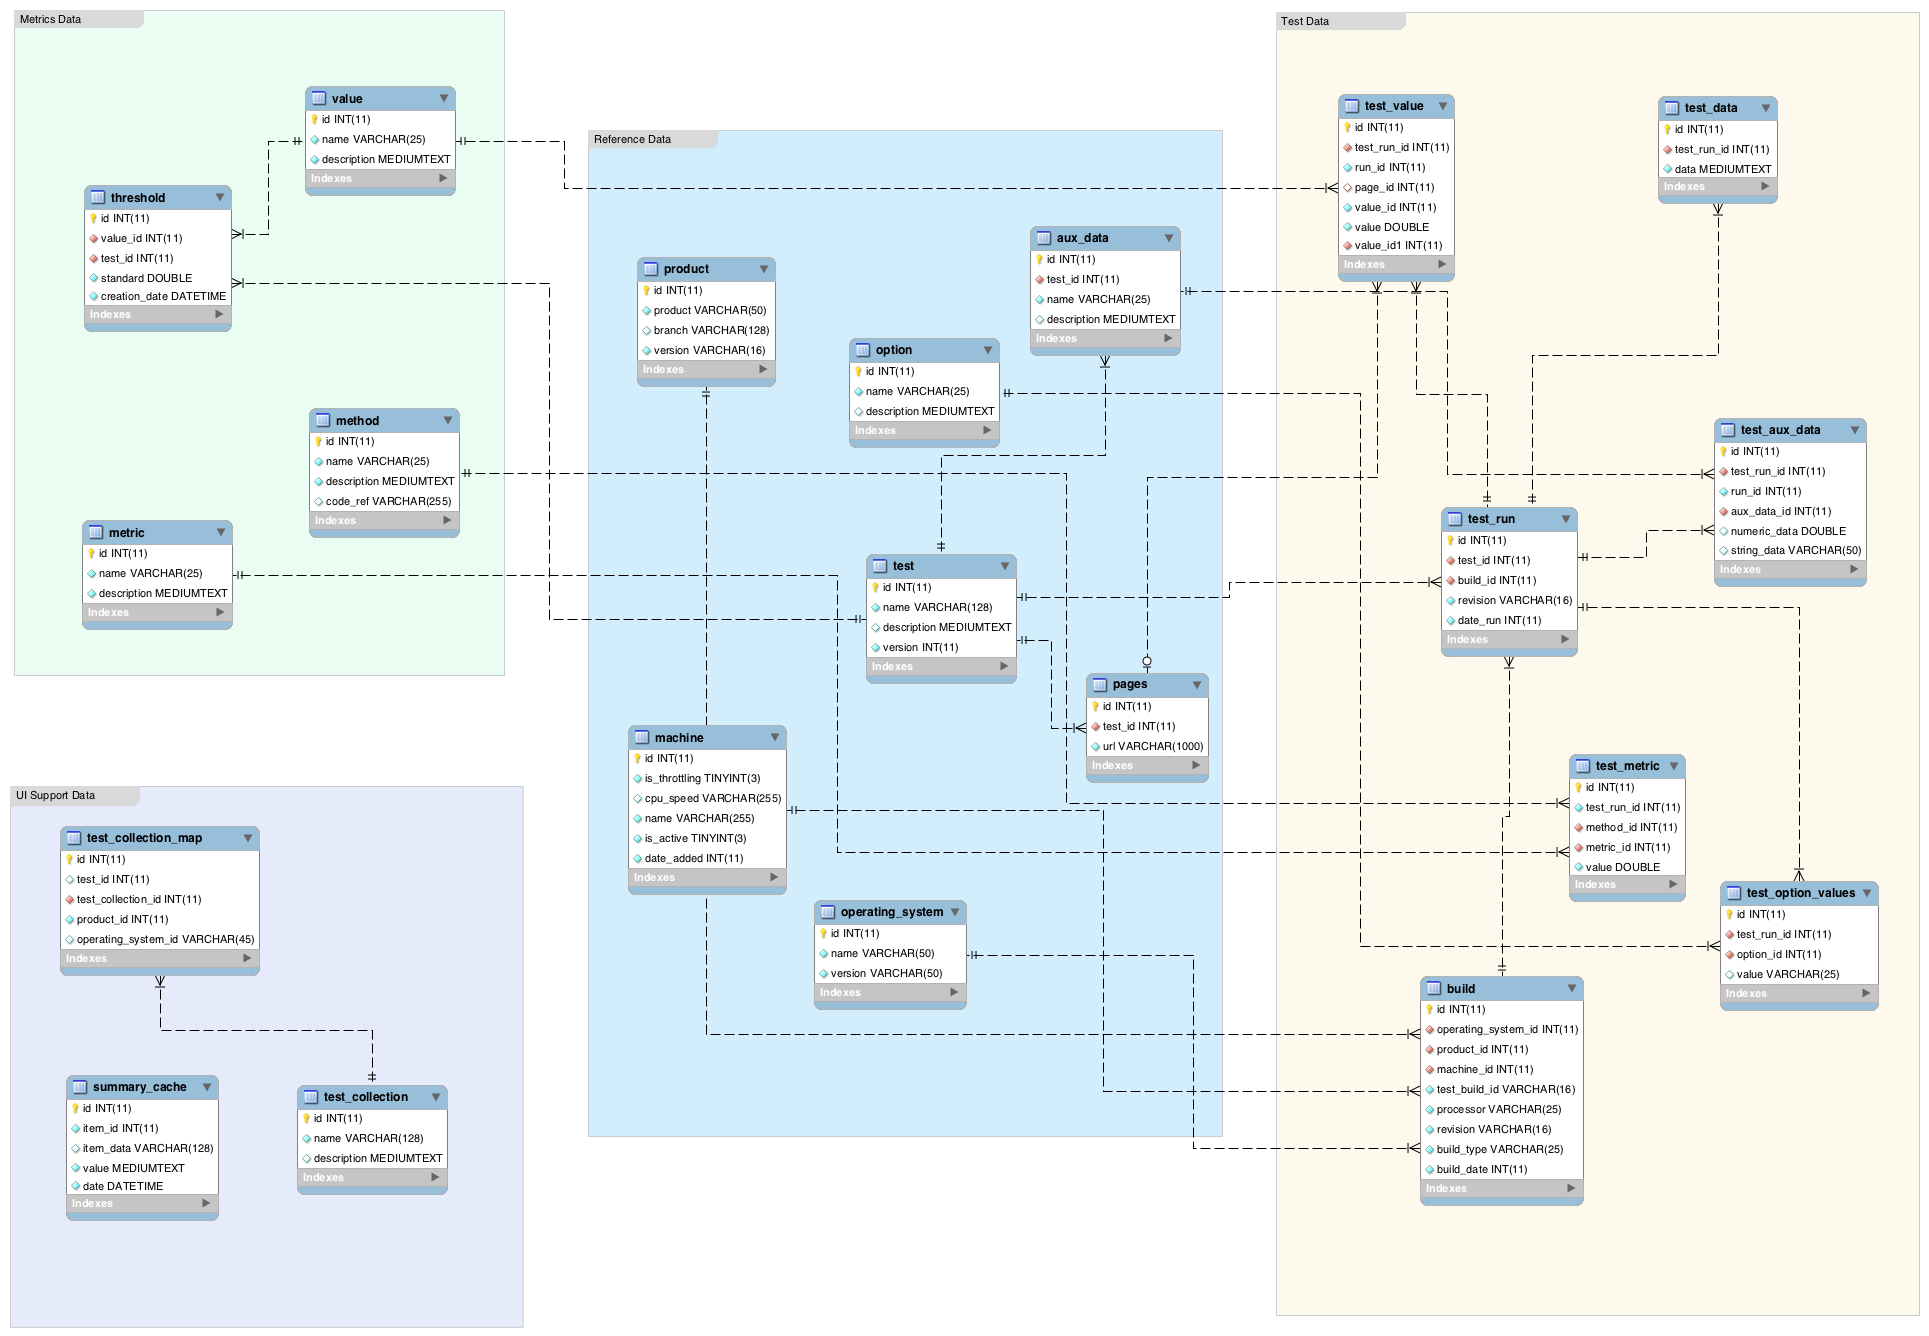 Metrics Data
value
id INT(11)
name VARCHAR(25)
description MEDIUMTEXT
Indexes
threshold
id INT(11)
value_id INT(11)
test_id INT(11)
standard DOUBLE
creation_date DATETIME
Indexes
method
id INT(11)
name VARCHAR(25)
description MEDIUMTEXT
code_ref VARCHAR(255)
Indexes
metric
id INT(11)
name VARCHAR(25)
description MEDIUMTEXT
Indexes
UI Support Data
test_collection_map
id INT(11)
test_id INT(11)
test_collection_id INT(11)
product_id INT(11)
operating_system_id VARCHAR(45)
Indexes
summary_cache
id INT(11)
item_id INT(11)
item_data VARCHAR(128)
value MEDIUMTEXT
date DATETIME
Indexes
test_collection
id INT(11)
name VARCHAR(128)
description MEDIUMTEXT
Indexes
Reference Data
product
id INT(11)
product VARCHAR(50)
branch VARCHAR(128)
version VARCHAR(16)
Indexes
aux_data
id INT(11)
test_id INT(11)
name VARCHAR(25)
description MEDIUMTEXT
Indexes
option
id INT(11)
name VARCHAR(25)
description MEDIUMTEXT
Indexes
test
id INT(11)
name VARCHAR(128)
description MEDIUMTEXT
version INT(11)
Indexes
pages
id INT(11)
test_id INT(11)
url VARCHAR(1000)
Indexes
machine
id INT(11)
is_throttling TINYINT(3)
cpu_speed VARCHAR(255)
name VARCHAR(255)
is_active TINYINT(3)
date_added INT(11)
Indexes
operating_system
id INT(11)
name VARCHAR(50)
version VARCHAR(50)
Indexes
Test Data
test_value
id INT(11)
test_run_id INT(11)
run_id INT(11)
page_id INT(11)
value_id INT(11)
value DOUBLE
value_id1 INT(11)
Indexes
test_data
id INT(11)
test_run_id INT(11)
data MEDIUMTEXT
Indexes
test_aux_data
id INT(11)
test_run_id INT(11)
run_id INT(11)
aux_data_id INT(11)
numeric_data DOUBLE
string_data VARCHAR(50)
Indexes
test_run
id INT(11)
test_id INT(11)
build_id INT(11)
revision VARCHAR(16)
date_run INT(11)
Indexes
test_metric
id INT(11)
test_run_id INT(11)
method_id INT(11)
metric_id INT(11)
value DOUBLE
Indexes
test_option_values
id INT(11)
test_run_id INT(11)
option_id INT(11)
value VARCHAR(25)
Indexes
build
id INT(11)
operating_system_id INT(11)
product_id INT(11)
machine_id INT(11)
test_build_id VARCHAR(16)
processor VARCHAR(25)
revision VARCHAR(16)
build_type VARCHAR(25)
build_date INT(11)
Indexes